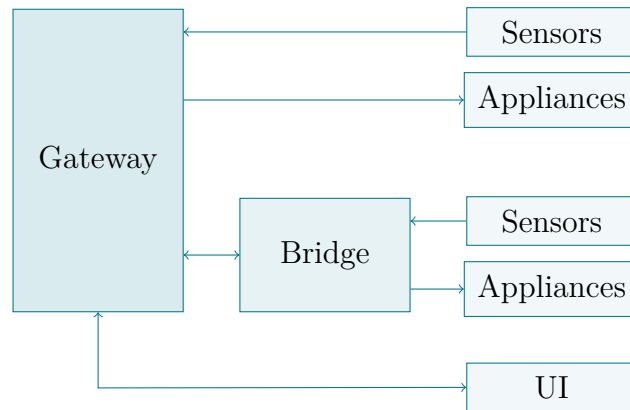 Sensors
Appliances
Gateway
Sensors
Bridge
Appliances
UI